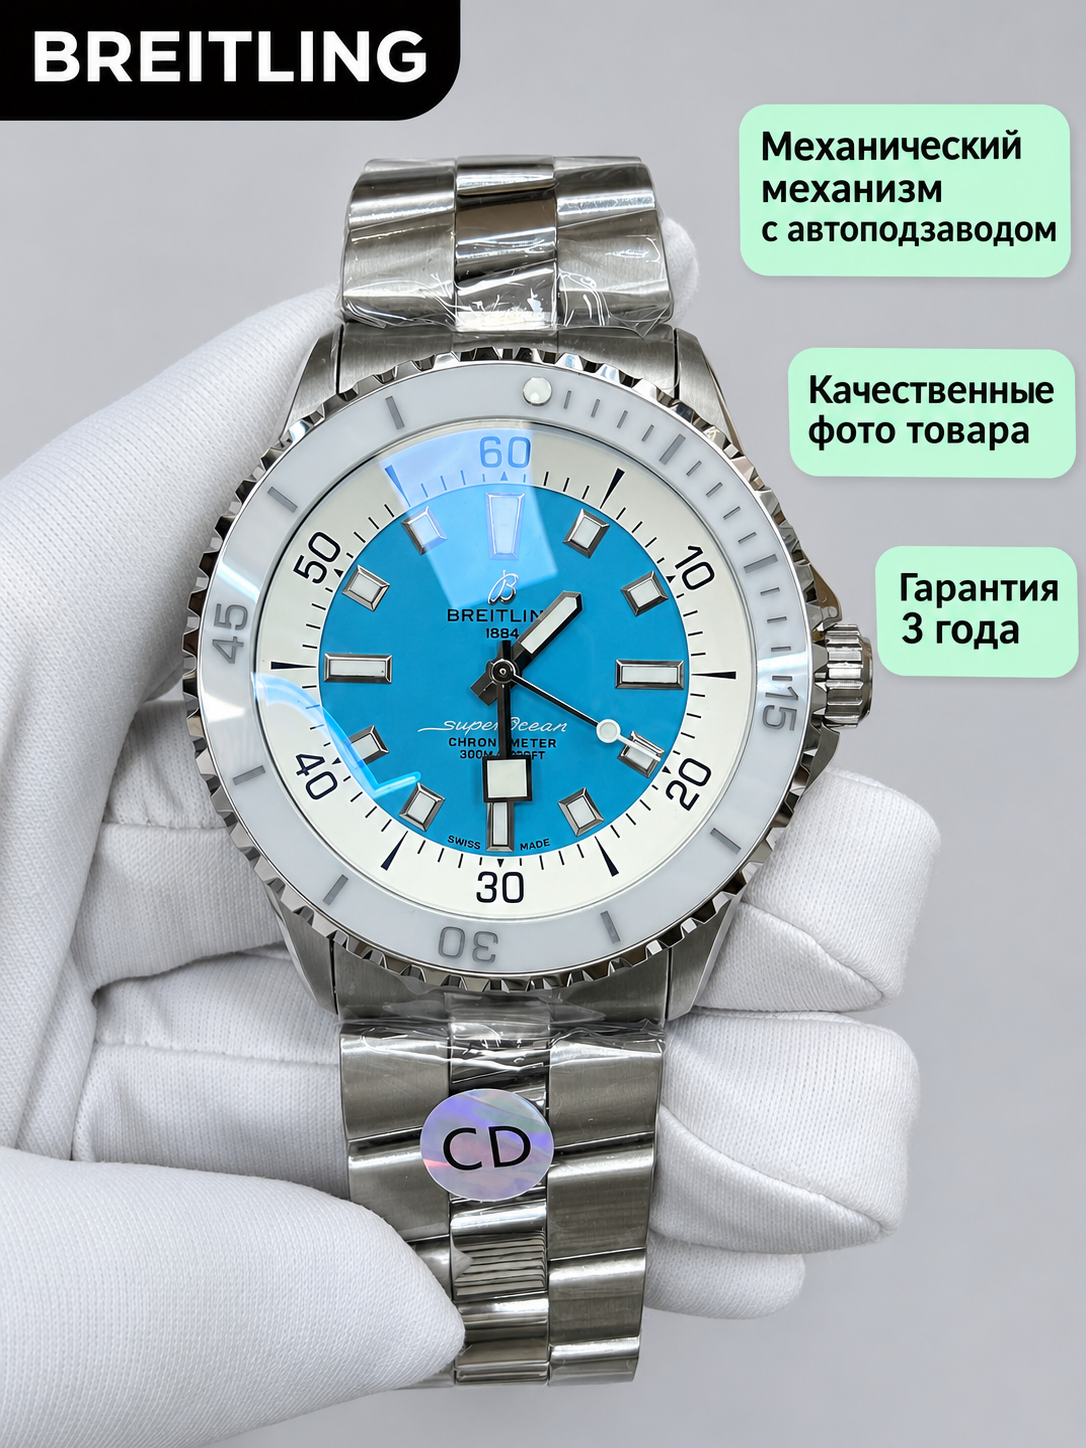 BREITLING
Механический
механизм
с автоподзаводом
Качественные
фото товара
Гарантия
3 года
60
50
10
45
15
40
20
30
30
BREITLIN
1884
superocean
CHRONOMETER
SWISS MADE
CD